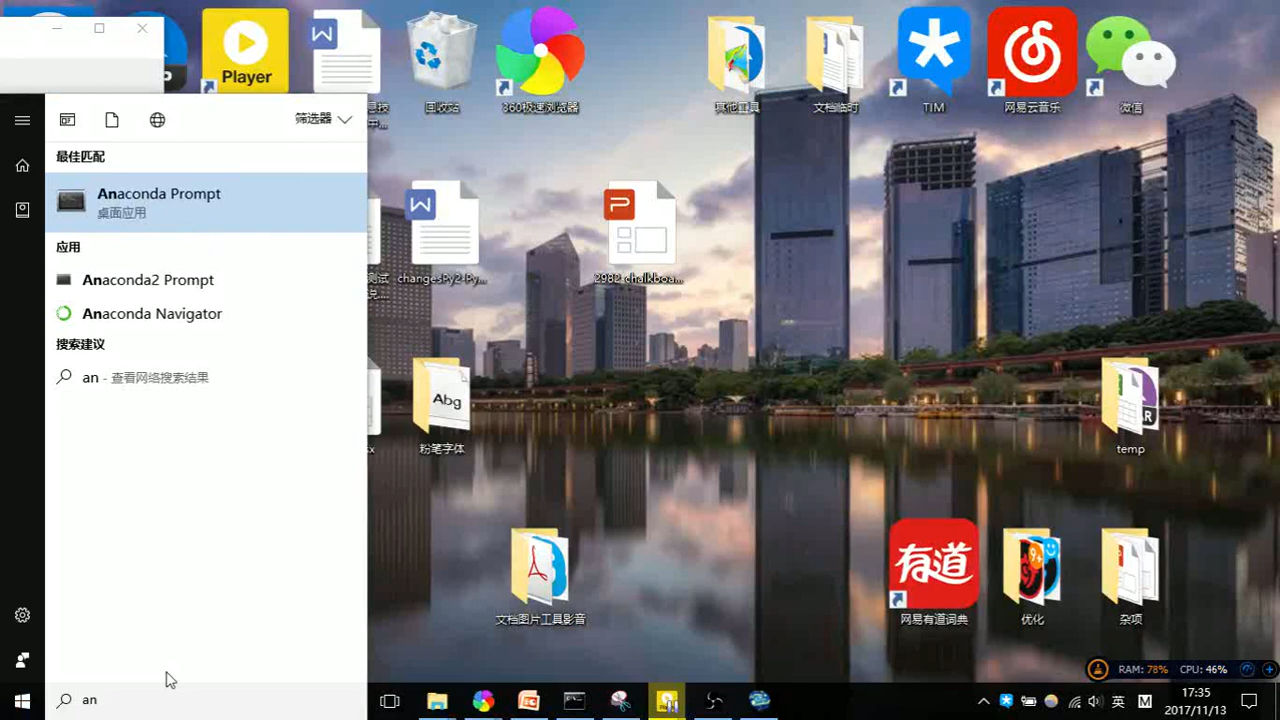 Player
W
回收站
360极速浏览器
其他工具
文档临时
TIM
网易云音乐
微信
筛选器
最佳匹配
Anaconda Prompt
桌面应用
应用
Anaconda2 Prompt
Anaconda Navigator
搜索建议
an - 查看网络搜索结果
W
changesPy2-Py...
P
2982-chalkboa...
Abg
粉笔字体
temp
文档图片工具影音
有道
网易有道词典
9+
优化
杂项
RAM: 78% CPU: 46%
an
英
M
17:35
2017/11/13